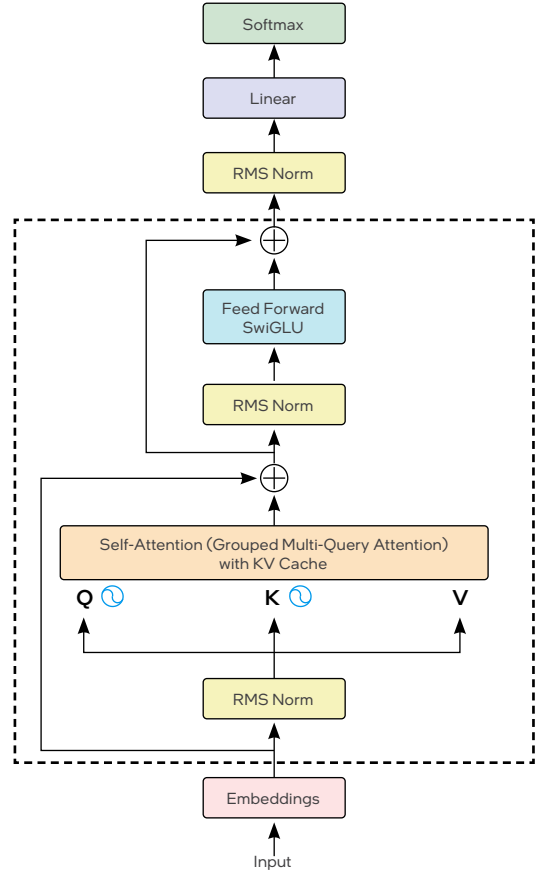 Softmax
Linear
RMS Norm
Feed Forward
SwiGLU
RMS Norm
Self-Attention (Grouped Multi-Query Attention)
with KV Cache
Q K V
RMS Norm
Embeddings
Input